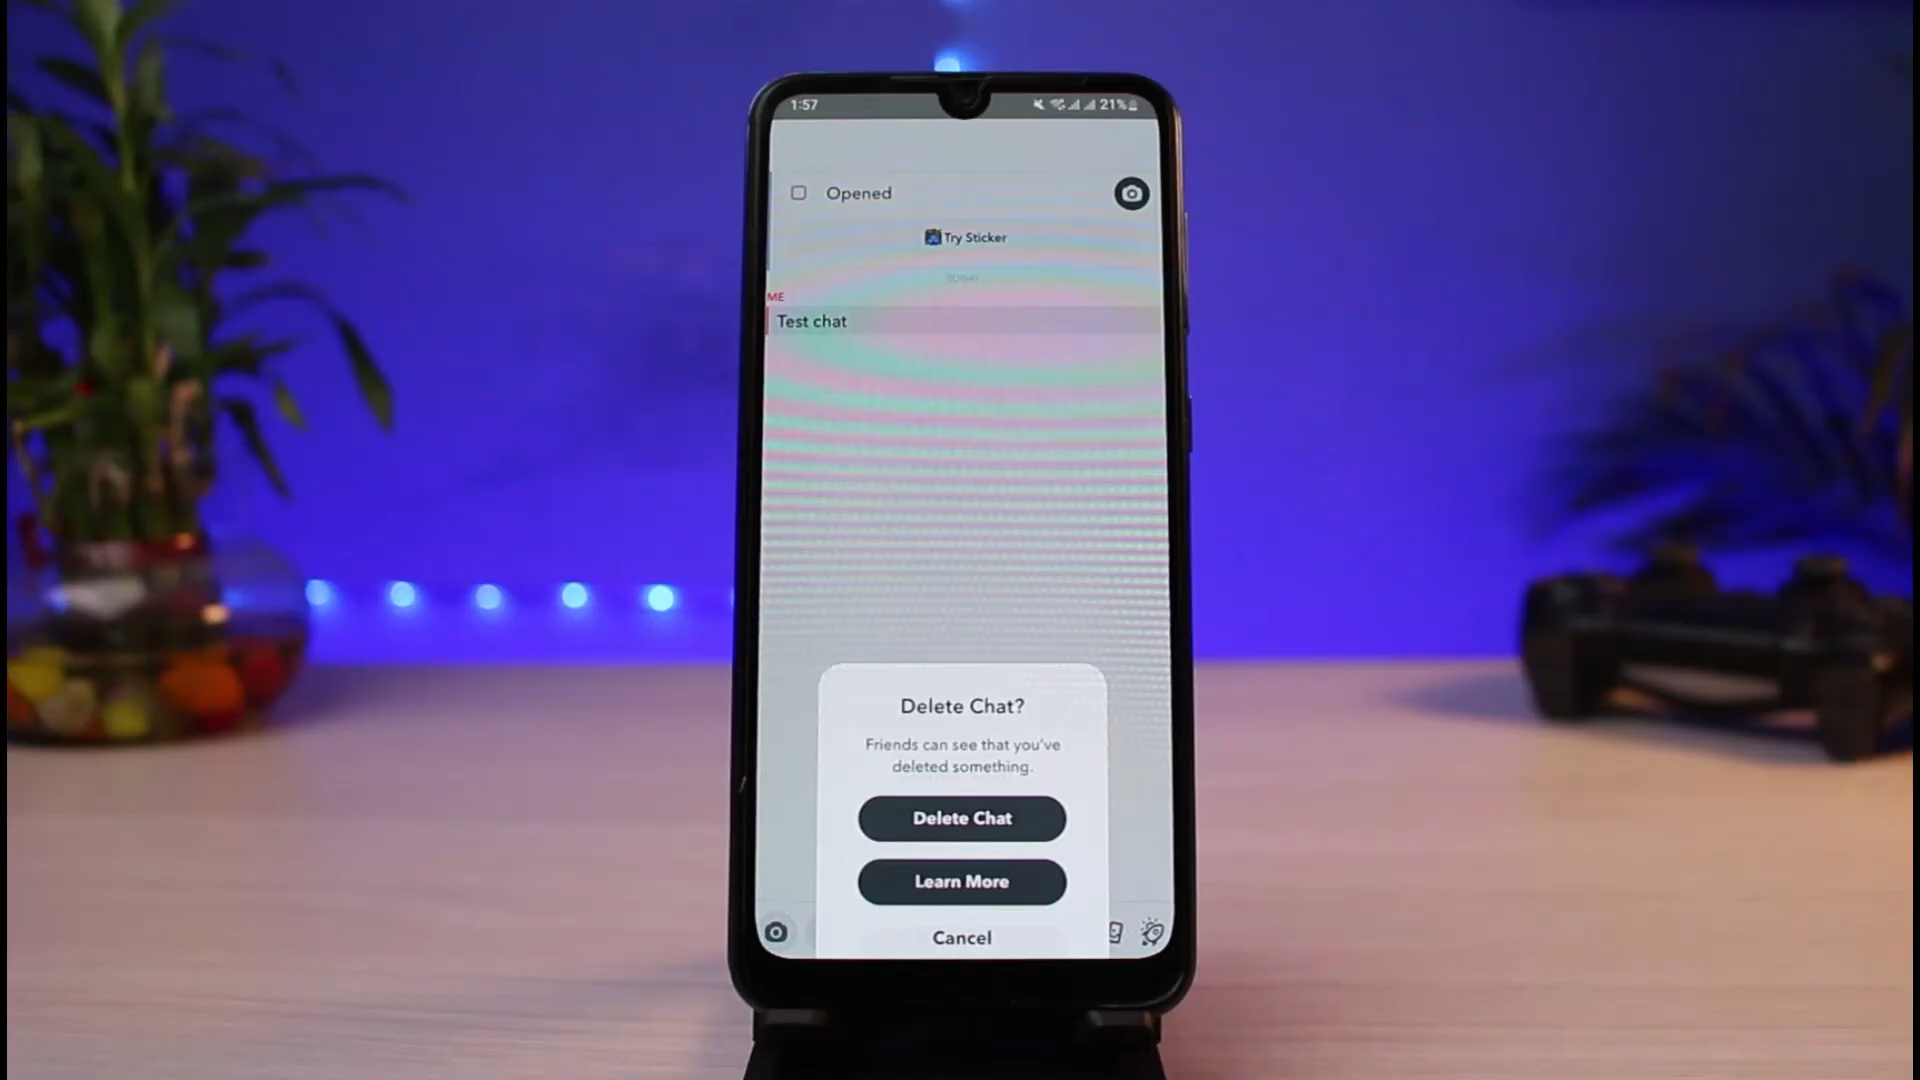 1:57
21%
Opened
Try Sticker
TODAY
ME
Test chat
Delete Chat?
Friends can see that you've
deleted something.
Delete Chat
Learn More
Cancel